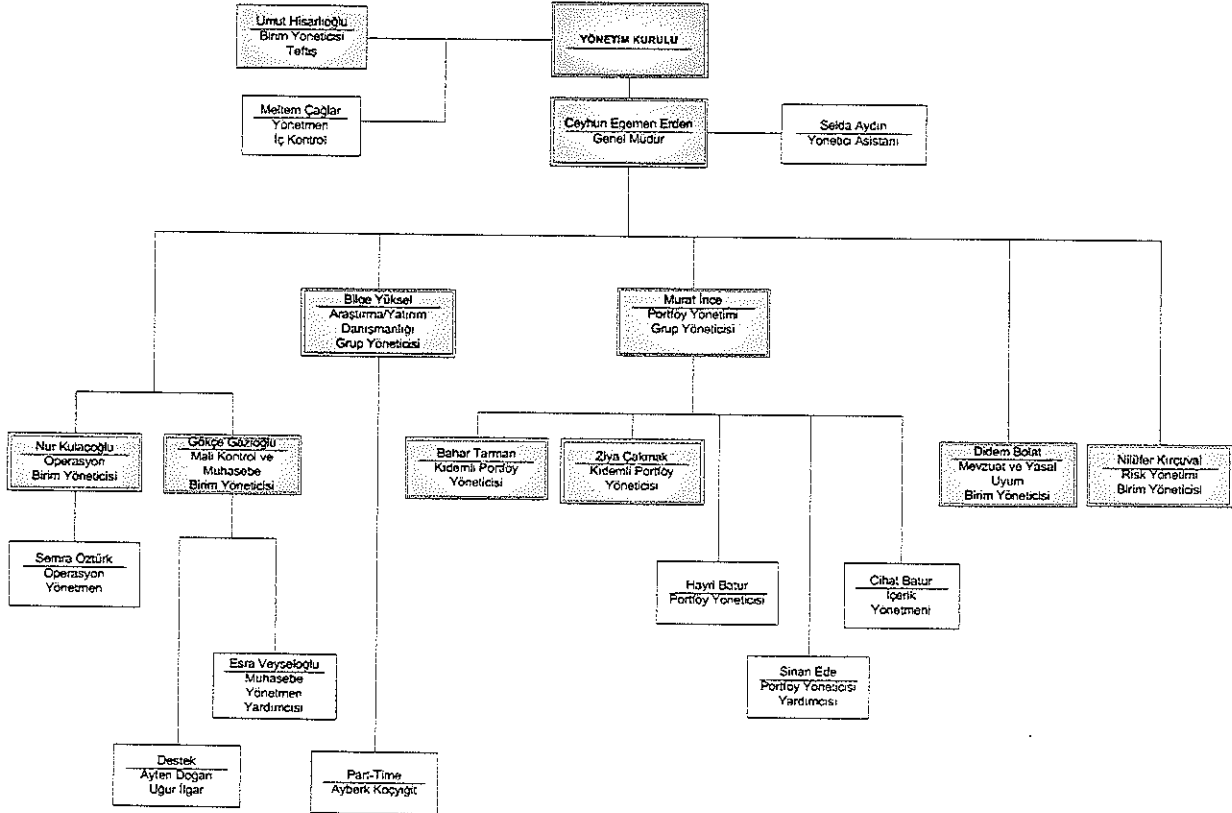 Umut Hisarlıoğlu
Birim Yöneticisi
Teftiş
YÖNETİM KURULU
Meltem Çağlar
Yönetmen
İç Kontrol
Ceyhun Egemen Erden
Genel Müdür
Selda Aydın
Yönetici Asistanı
Bilge Yüksel
Araştırma/Yatırım
Danışmanlığı
Grup Yöneticisi
Murat İnce
Portföy Yönetimi
Grup Yöneticisi
Nur Kulaçoğlu
Operasyon
Birim Yöneticisi
Gökçe Gözloğlu
Mali Kontrol ve
Muhasebe
Birim Yöneticisi
Bahar Tarman
Kıdemli Portföy
Yöneticisi
Ziya Çakmak
Kıdemli Portföy
Yöneticisi
Didem Bolat
Mevzuat ve Yasal
Uyum
Birim Yöneticisi
Nilüfer Kırçuval
Risk Yönetimi
Birim Yöneticisi
Semra Öztürk
Operasyon
Yönetmen
Hayri Batur
Portföy Yöneticisi
Cihat Batur
İçerik
Yönetmeni
Esra Veyseloğlu
Muhasebe
Yönetmen
Yardımcısı
Sinan Ede
Portföy Yöneticisi
Yardımcısı
Destek
Ayten Doğan
Uğur İlgar
Part-Time
Ayberk Koçyiğit